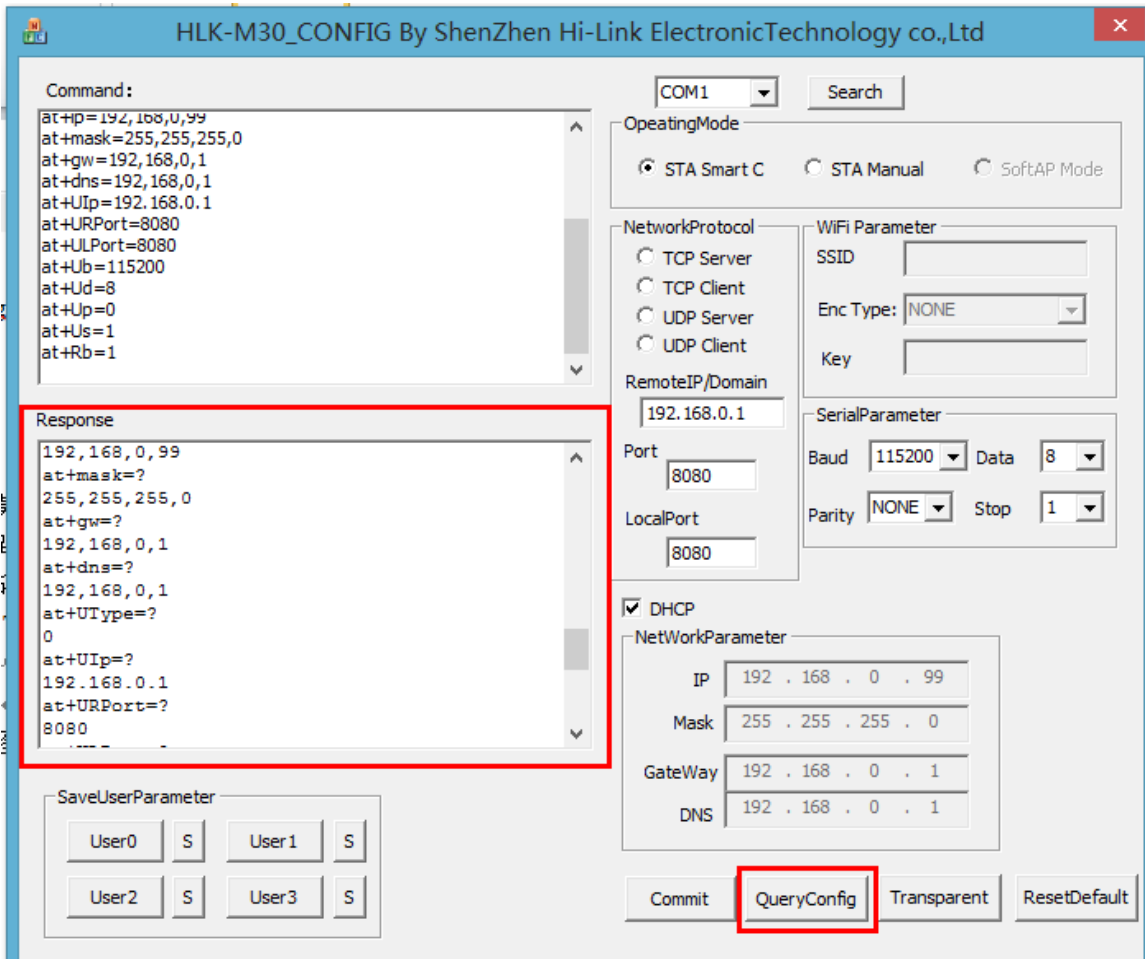 HLK-M30_CONFIG By ShenZhen Hi-Link ElectronicTechnology co.,Ltd
Command:
at+ip=192,168,0,99
at+mask=255,255,255,0
at+gw=192,168,0,1
at+dns=192,168,0,1
at+UIp=192.168.0.1
at+URPort=8080
at+ULPort=8080
at+Ub=115200
at+Ud=8
at+Up=0
at+Us=1
at+Rb=1
Response
192,168,0,99
at+mask=?
255,255,255,0
at+gw=?
192,168,0,1
at+dns=?
192,168,0,1
at+UType=?
0
at+UIp=?
192.168.0.1
at+URPort=?
8080
SaveUserParameter
User0 S User1 S
User2 S User3 S
COM1 Search
OpeatingMode
STA Smart C STA Manual SoftAP Mode
NetworkProtocol
TCP Server
TCP Client
UDP Server
UDP Client
RemoteIP/Domain
192.168.0.1
Port
8080
LocalPort
8080
WiFi Parameter
SSID
Enc Type: NONE
Key
SerialParameter
Baud 115200 Data 8
Parity NONE Stop 1
DHCP
NetWorkParameter
IP 192 . 168 . 0 . 99
Mask 255 . 255 . 255 . 0
GateWay 192 . 168 . 0 . 1
DNS 192 . 168 . 0 . 1
Commit QueryConfig Transparent ResetDefault